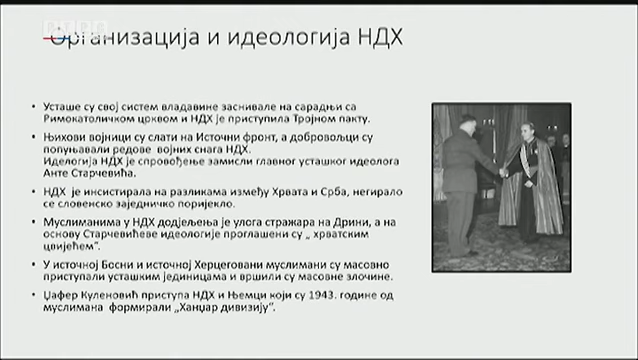 Организација и идеологија НДХ
Усташе су свој систем владавине заснивале на сарадњи са
Римокатоличком црквом и НДХ је приступила Тројном пакту.
Њихови војници су слати на Источни фронт, а добровољци су
попуњавали редове војних снага НДХ.
Иделогија НДХ је спровођење замисли главног усташког идеолога
Анте Старчевића.
НДХ је инсистирала на разликама између Хрвата и Срба, негирало се словенско заједничко поријекло.
Муслиманима у НДХ додјељења је улога стражара на Дрини, а на
основу Старчевићеве идеологије проглашени су „ хрватским
цвијећем“.
У источној Босни и источној Херцеговани муслимани су масовно
приступали усташким јединицама и вршили су масовне злочине.
Џафер Куленовић приступа НДХ и Њемци који су 1943. године од
муслимана формирали „Ханџар дивизију“.